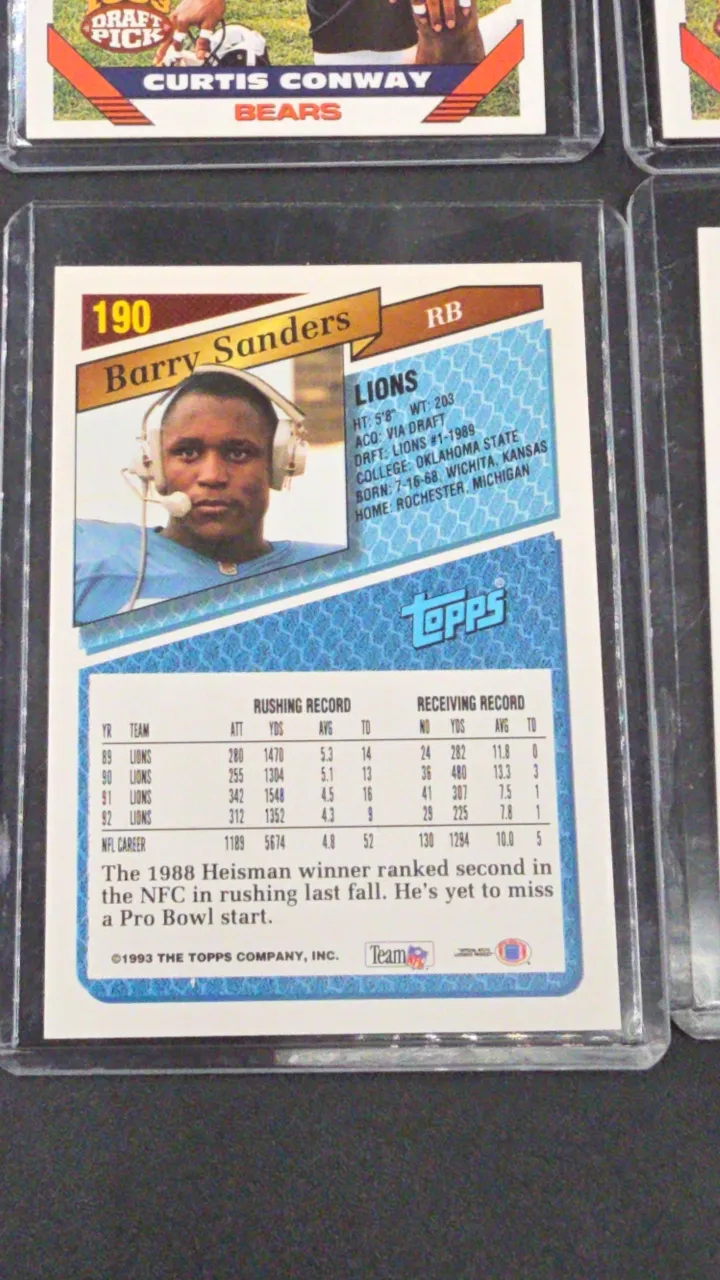 DRAFT
PICK
CURTIS CONWAY
BEARS
190
Barry Sanders
RB
LIONS
HT: 5'8" WT: 203
ACQ: VIA DRAFT
DRFT: LIONS #1-1989
COLLEGE: OKLAHOMA STATE
BORN: 7-16-68, WICHITA, KANSAS
HOME: ROCHESTER, MICHIGAN
Topps®
RUSHING RECORD RECEIVING RECORD
YR TEAM ATT YDS AVG TD NO YDS AVG TD
89 LIONS 280 1470 5.3 14 24 282 11.8 0
90 LIONS 255 1304 5.1 13 36 480 13.3 3
91 LIONS 342 1548 4.5 16 41 307 7.5 1
92 LIONS 312 1352 4.3 9 29 225 7.8 1
NFL CAREER 1189 5674 4.8 52 130 1294 10.0 5
The 1988 Heisman winner ranked second in
the NFC in rushing last fall. He's yet to miss
a Pro Bowl start.
©1993 THE TOPPS COMPANY, INC. Team NFL